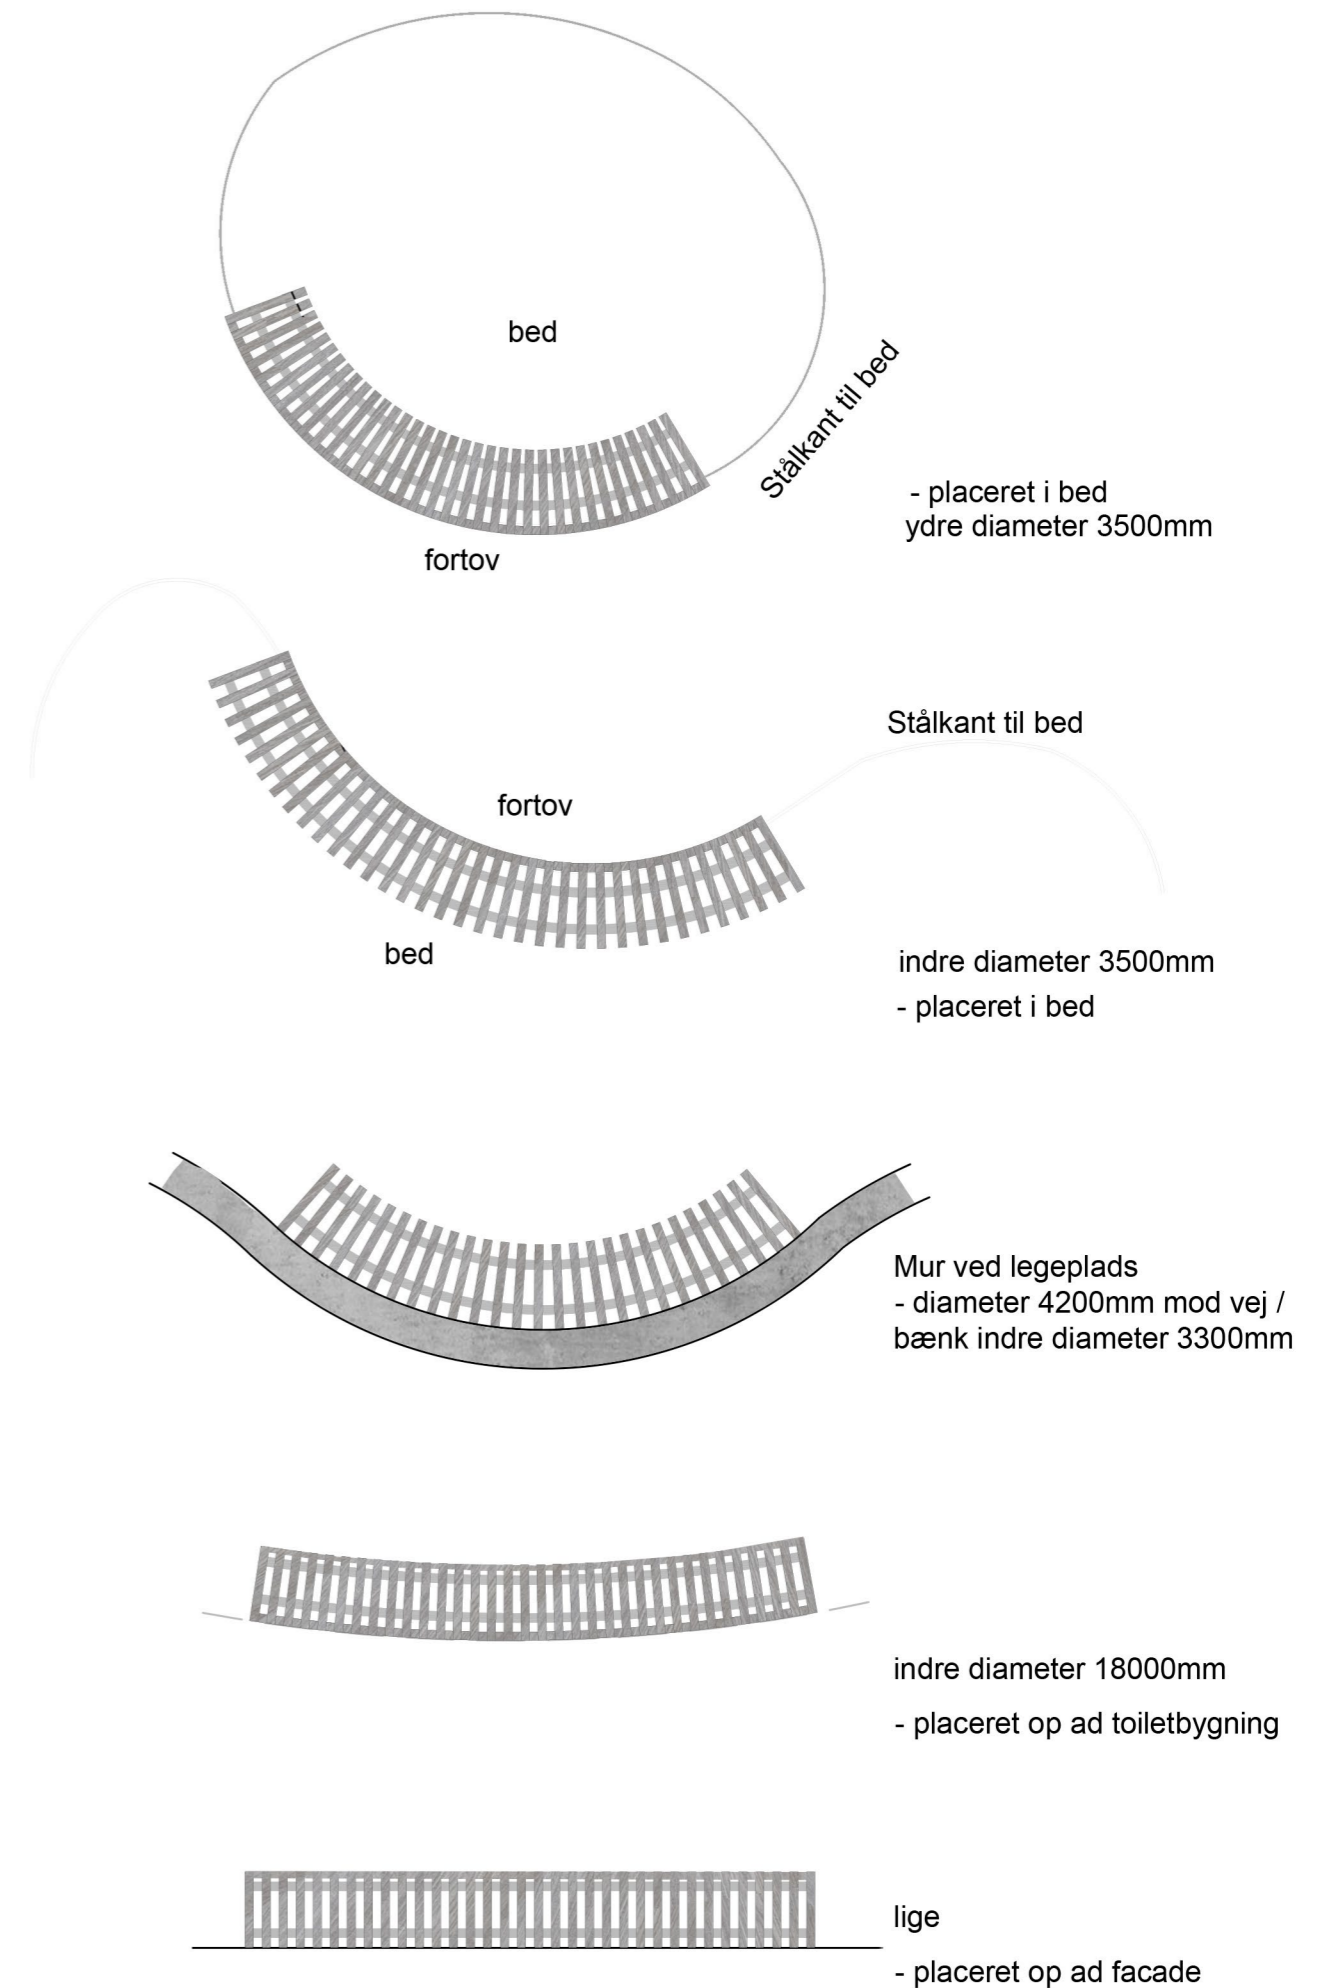 bed
Stålkant til bed
- placeret i bed
ydre diameter 3500mm
fortov
Stålkant til bed
fortov
bed
indre diameter 3500mm
- placeret i bed
Mur ved legeplads
- diameter 4200mm mod vej /
bænk indre diameter 3300mm
indre diameter 18000mm
- placeret op ad toiletbygning
lige
- placeret op ad facade